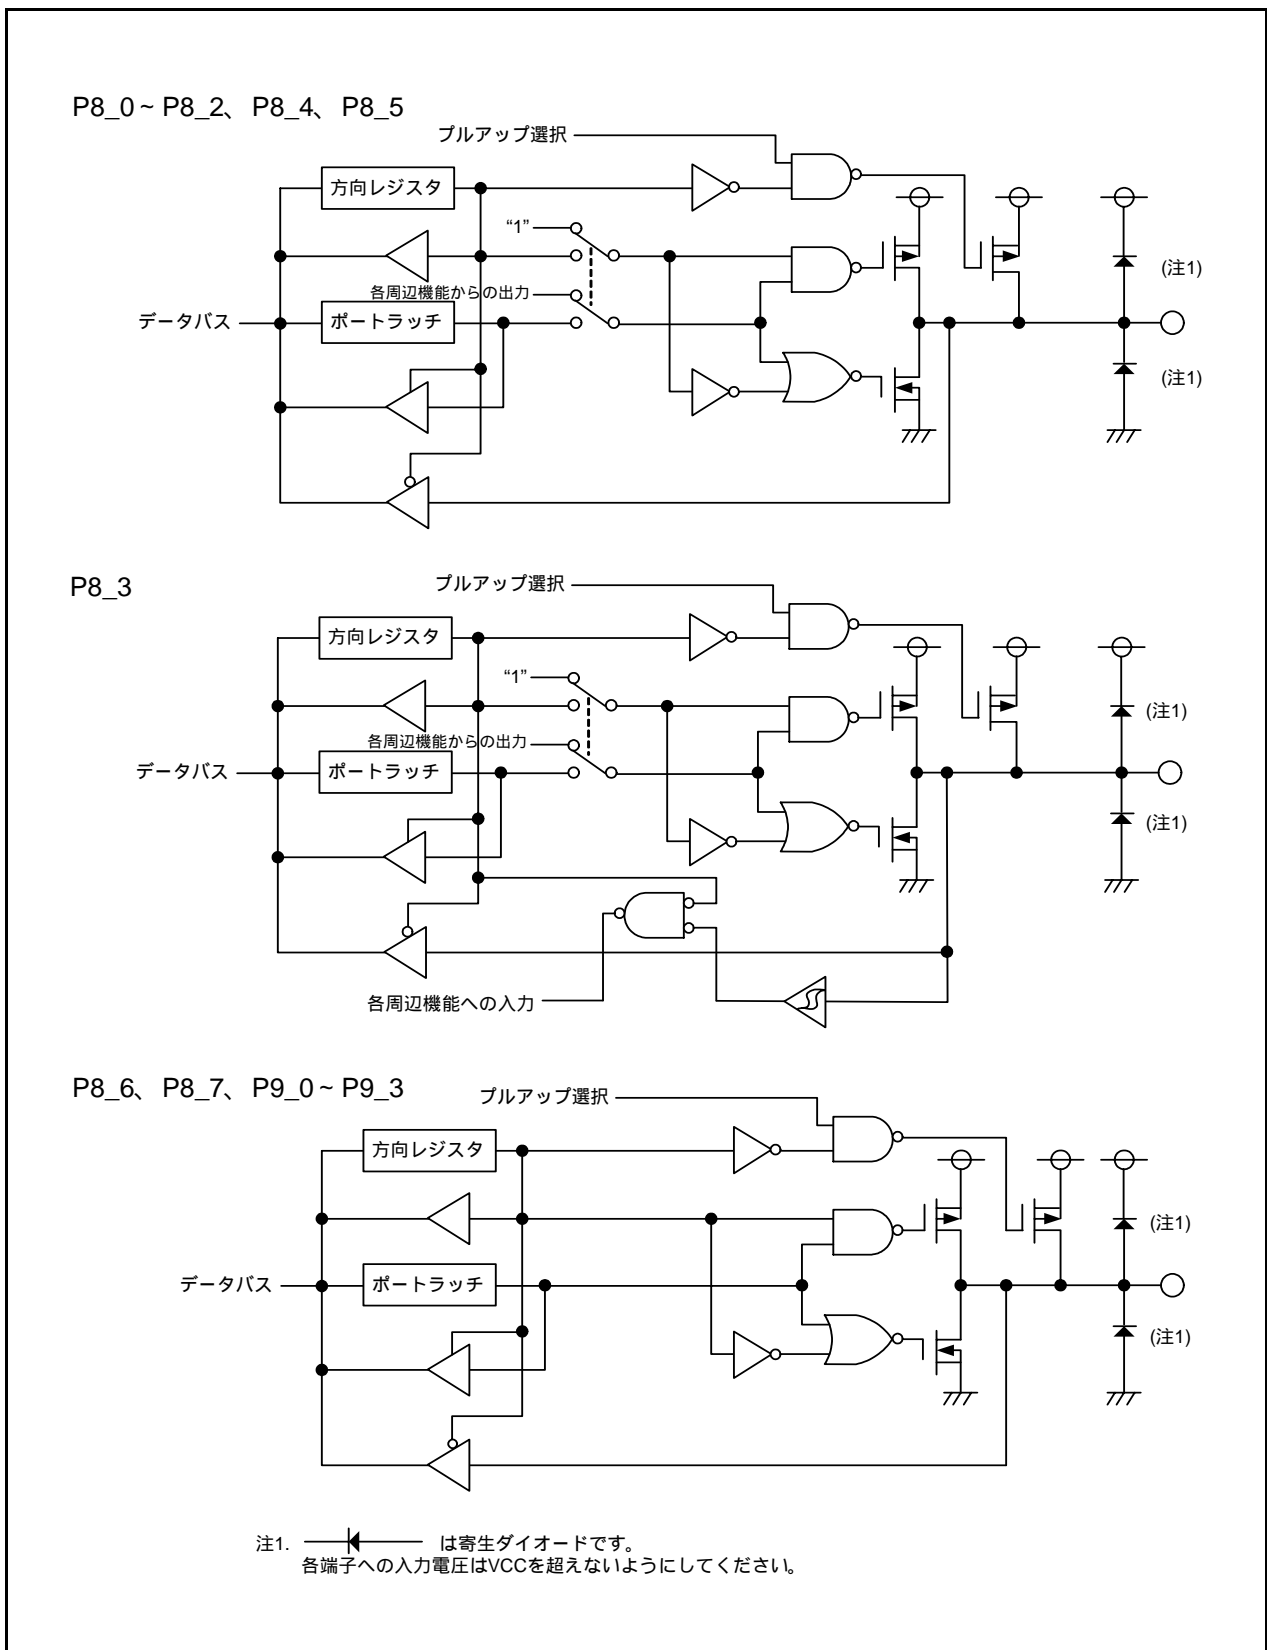 P8_0～P8_2、P8_4、P8_5
プルアップ選択
方向レジスタ
“1”
各周辺機能からの出力
(注1)
データバス
ポートラッチ
(注1)
P8_3
プルアップ選択
方向レジスタ
“1”
各周辺機能からの出力
(注1)
データバス
ポートラッチ
(注1)
各周辺機能への入力
P8_6、P8_7、P9_0～P9_3
プルアップ選択
方向レジスタ
(注1)
データバス
ポートラッチ
(注1)
注1. は寄生ダイオードです。
各端子への入力電圧はVCCを超えないようにしてください。